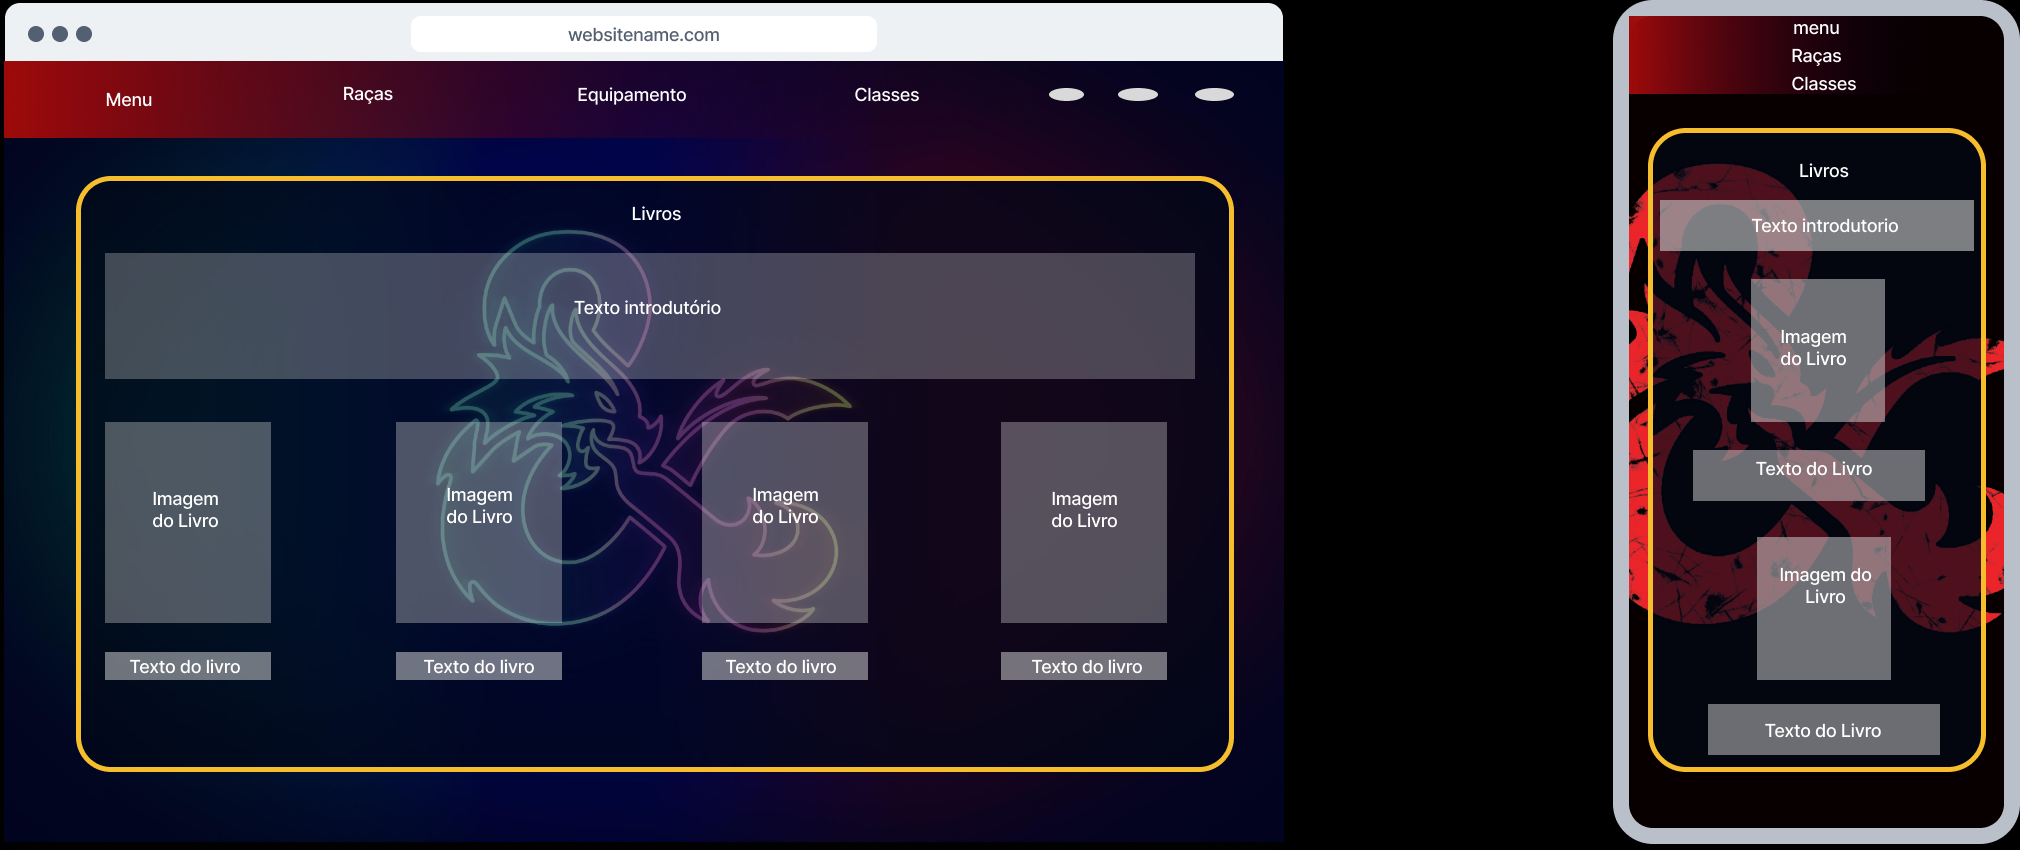 websitename.com
Menu
Raças
Equipamento
Classes
Livros
Texto introdutório
Imagem
do Livro
Imagem
do Livro
Imagem
do Livro
Imagem
do Livro
Texto do livro
Texto do livro
Texto do livro
Texto do livro
menu
Raças
Classes
Livros
Texto introdutorio
Imagem
do Livro
Texto do Livro
Imagem do
Livro
Texto do Livro